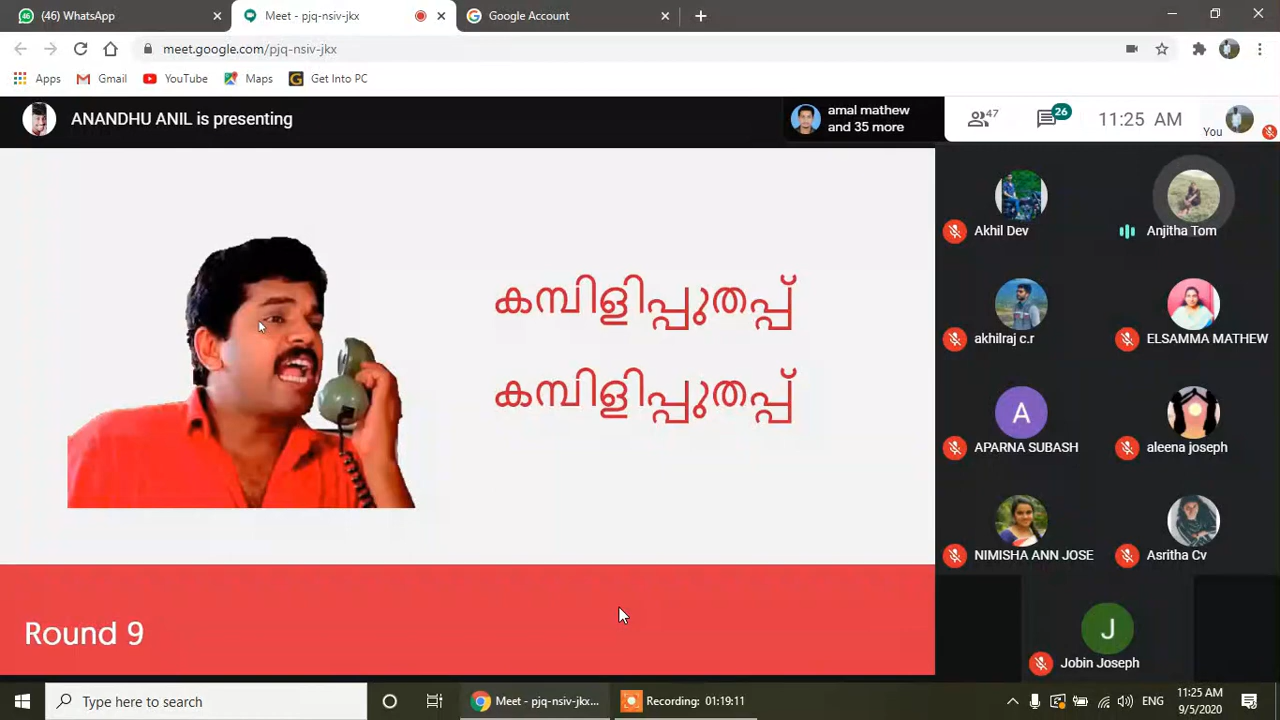 (46) WhatsApp
Meet - pjq-nsiv-jkx
Google Account
meet.google.com/pjq-nsiv-jkx
Apps
Gmail
YouTube
Maps
Get Into PC
ANANDHU ANIL is presenting
amal mathew
and 35 more
47
26
11:25 AM
You
കമ്പിളിപ്പുതപ്പ്
കമ്പിളിപ്പുതപ്പ്
Round 9
Akhil Dev
Anjitha Tom
akhilraj c.r
ELSAMMA MATHEW
A
APARNA SUBASH
aleena joseph
NIMISHA ANN JOSE
Asritha Cv
J
Jobin Joseph
Type here to search
Meet - pjq-nsiv-jkx...
Recording: 01:19:11
ENG
11:25 AM
9/5/2020